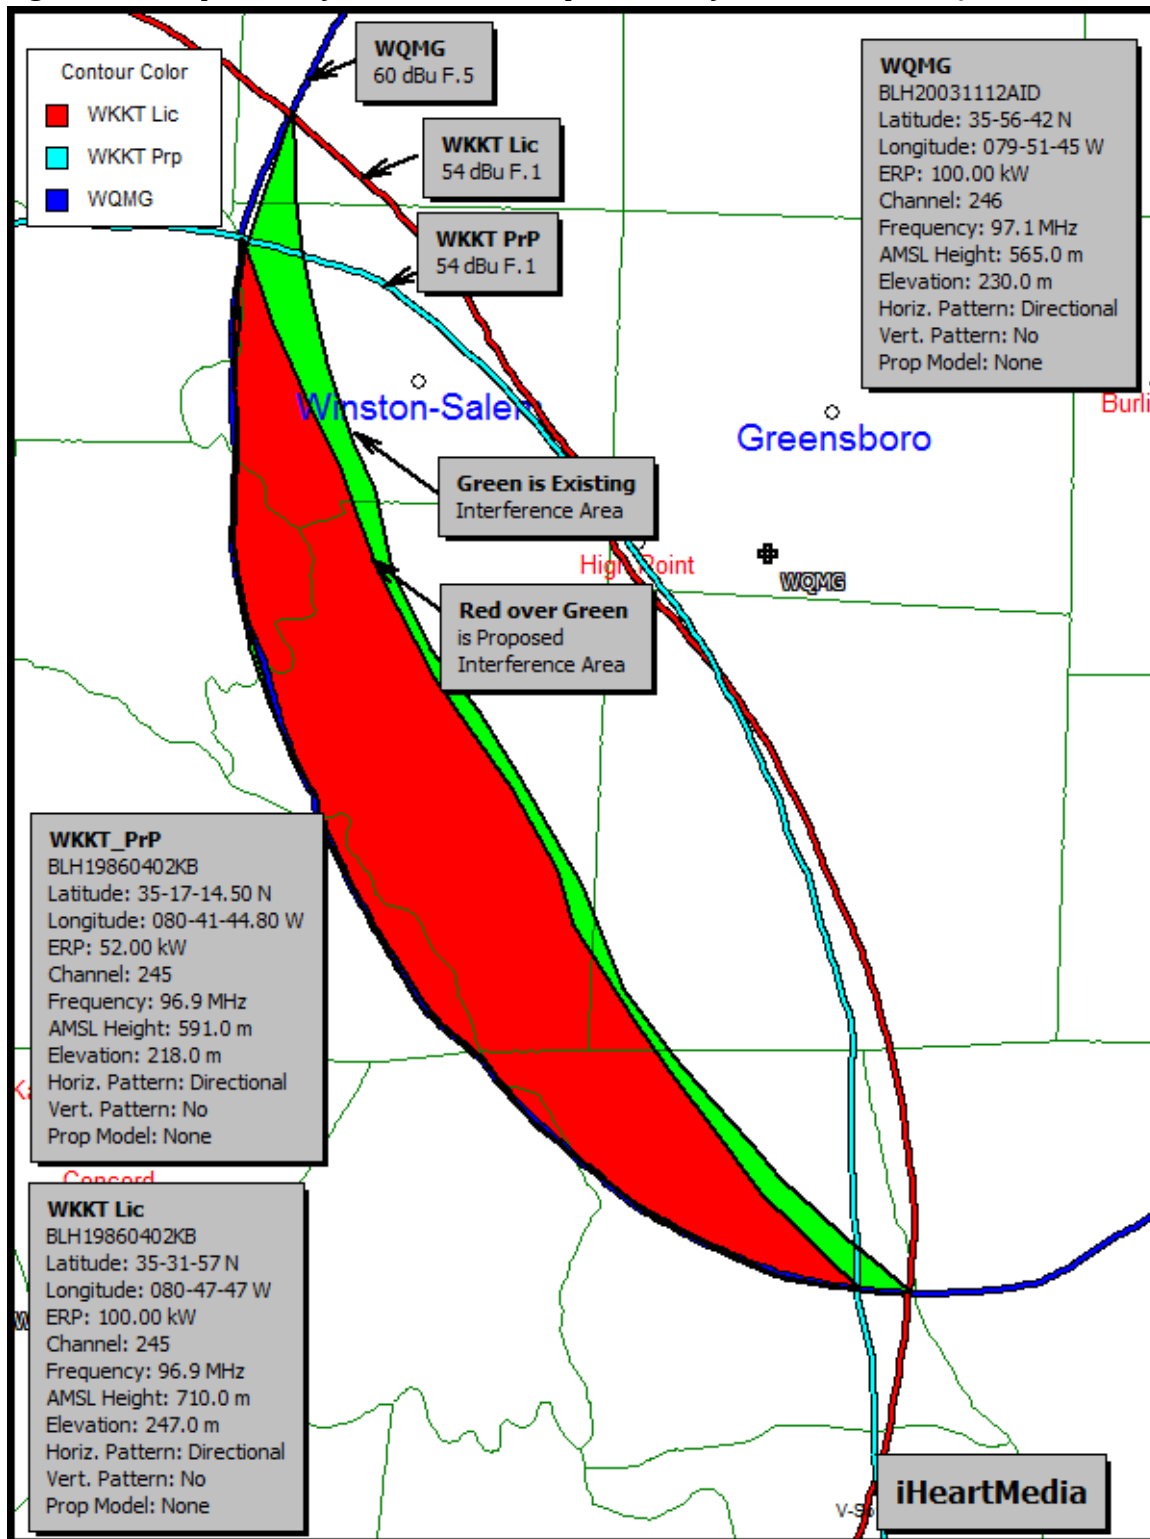 Contour Color
WKKT Lic
WKKT Prp
WQMG
WQMG
60 dBu F.5
WKKT Lic
54 dBu F.1
WKKT PrP
54 dBu F.1
WQMG
BLH20031112AID
Latitude: 35-56-42 N
Longitude: 079-51-45 W
ERP: 100.00 kW
Channel: 246
Frequency: 97.1 MHz
AMSL Height: 565.0 m
Elevation: 230.0 m
Horiz. Pattern: Directional
Vert. Pattern: No
Prop Model: None
Winston-Salem
Greensboro
Burli
Green is Existing
Interference Area
High Point
WQMG
Red over Green
is Proposed
Interference Area
WKKT_PrP
BLH19860402KB
Latitude: 35-17-14.50 N
Longitude: 080-41-44.80 W
ERP: 52.00 kW
Channel: 245
Frequency: 96.9 MHz
AMSL Height: 591.0 m
Elevation: 218.0 m
Horiz. Pattern: Directional
Vert. Pattern: No
Prop Model: None
Concord
WKKT Lic
BLH19860402KB
Latitude: 35-31-57 N
Longitude: 080-47-47 W
ERP: 100.00 kW
Channel: 245
Frequency: 96.9 MHz
AMSL Height: 710.0 m
Elevation: 247.0 m
Horiz. Pattern: Directional
Vert. Pattern: No
Prop Model: None
iHeartMedia